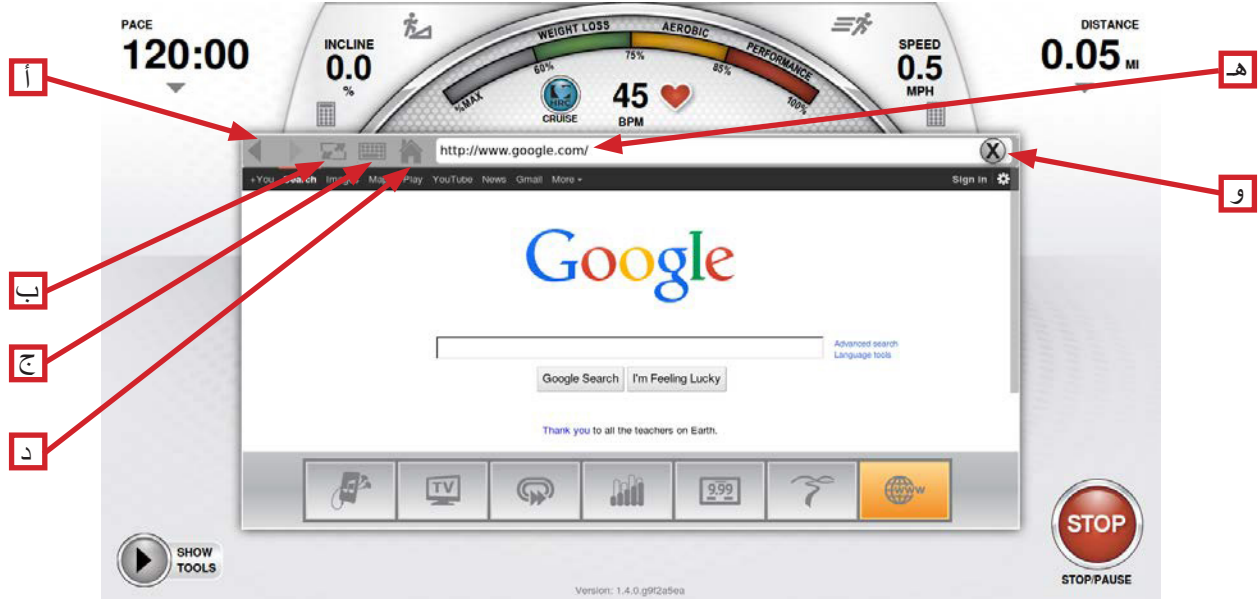 PACE
120:00
INCLINE
0.0
%
%MAX
60%
WEIGHT LOSS
75%
AEROBIC
85%
PERFORMANCE
100%
HRC
CRUISE
45
BPM
SPEED
0.5
MPH
DISTANCE
0.05 MI
أ
هـ
http://www.google.com/
X
و
+You Search Images Maps Play YouTube News Gmail More
Sign in
Google
ب
ج
د
Advanced search
Language tools
Google Search I'm Feeling Lucky
Thank you to all the teachers on Earth.
TV
9.99
www
SHOW
TOOLS
STOP
STOP/PAUSE
Version: 1.4.0.g9f2a5ea